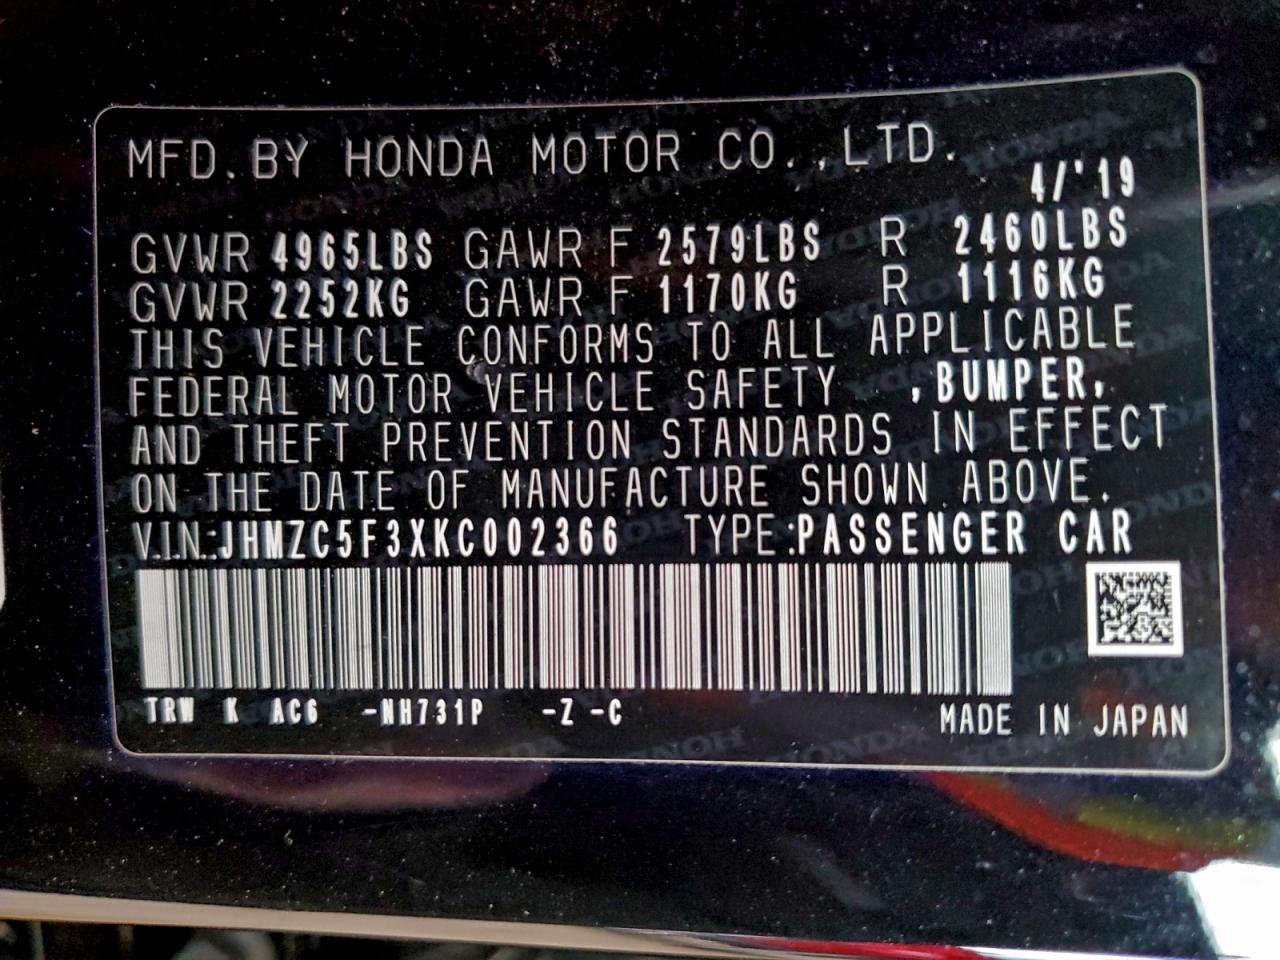 MFD. BY HONDA MOTOR CO., LTD.
4/'19
GVWR 4965LBS GAWR F 2579LBS R 2460LBS
GVWR 2252KG GAWR F 1170KG R 1116KG
THIS VEHICLE CONFORMS TO ALL APPLICABLE
FEDERAL MOTOR VEHICLE SAFETY ,BUMPER,
AND THEFT PREVENTION STANDARDS IN EFFECT
ON THE DATE OF MANUFACTURE SHOWN ABOVE.
V.I.N.:JHMZC5F3XKC002366 TYPE:PASSENGER CAR
TRW K AC6 -NH731P -Z -C
MADE IN JAPAN